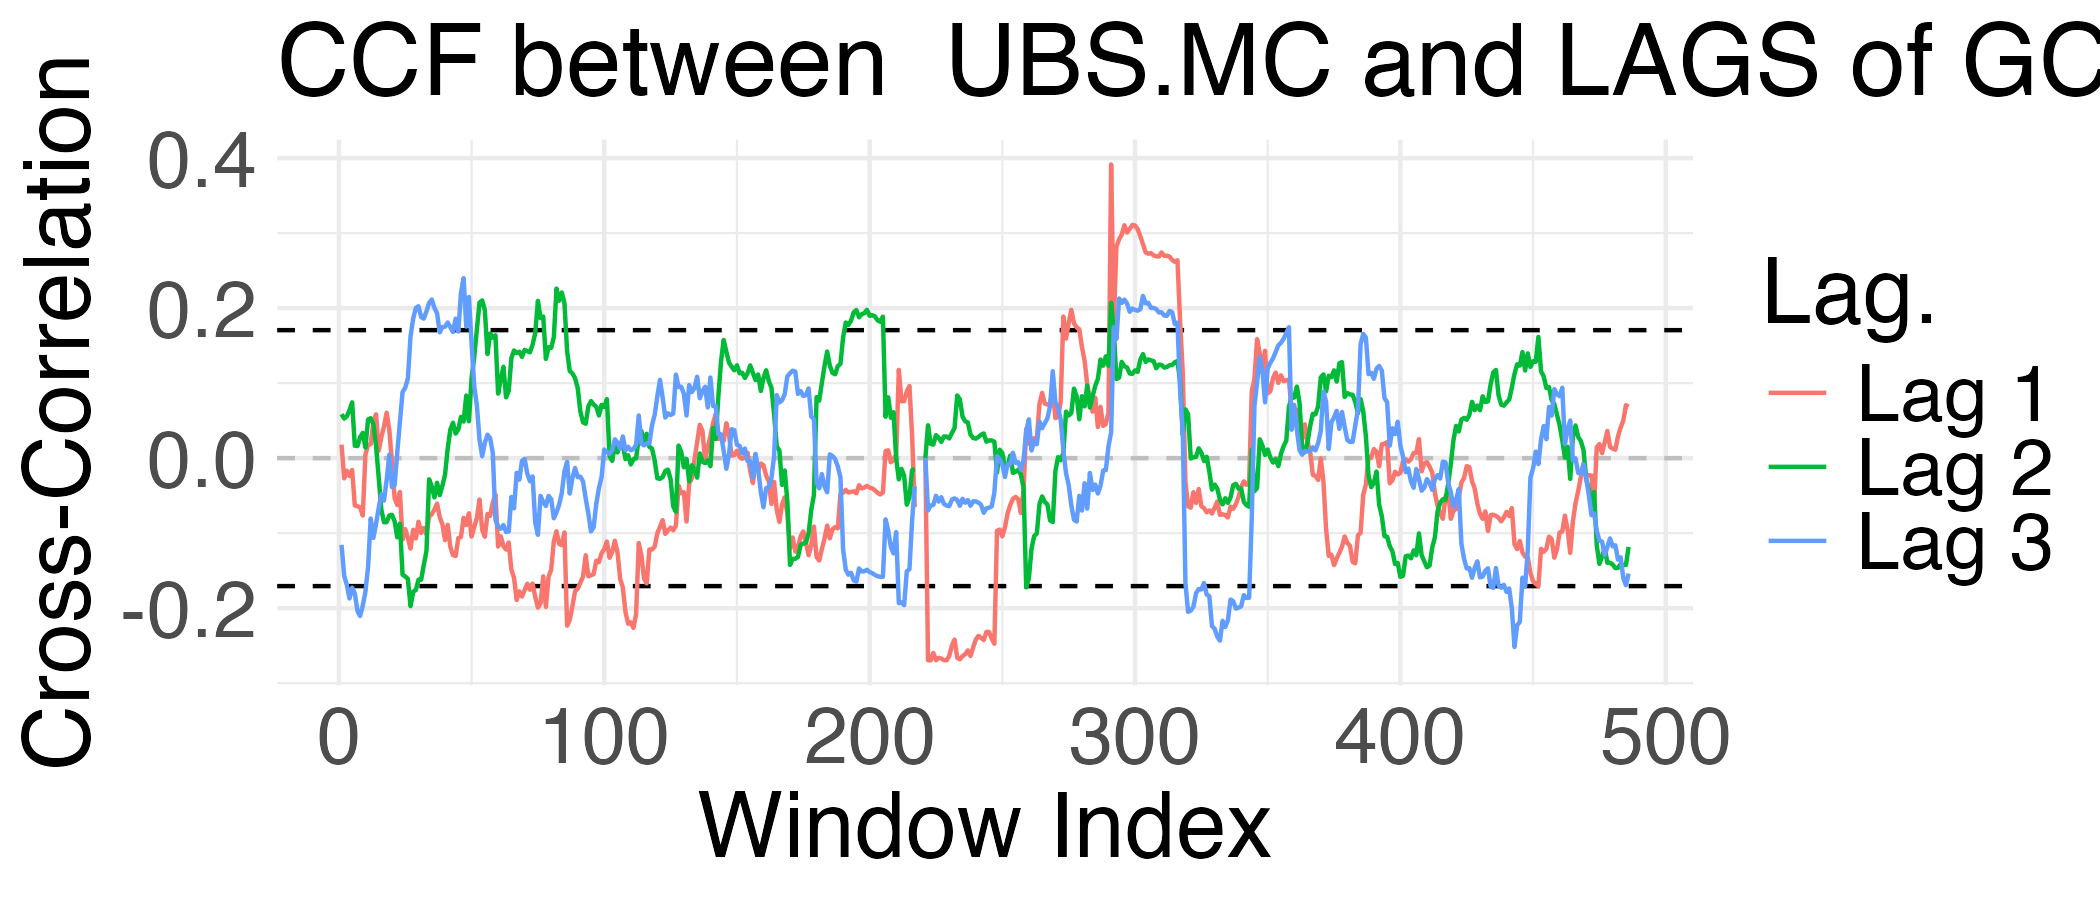 CCF between  UBS.MC and LAGS of GC
Cross-Correlation
0.4
0.2
0.0
-0.2
0 100 200 300 400 500
Window Index
Lag.
Lag 1
Lag 2
Lag 3